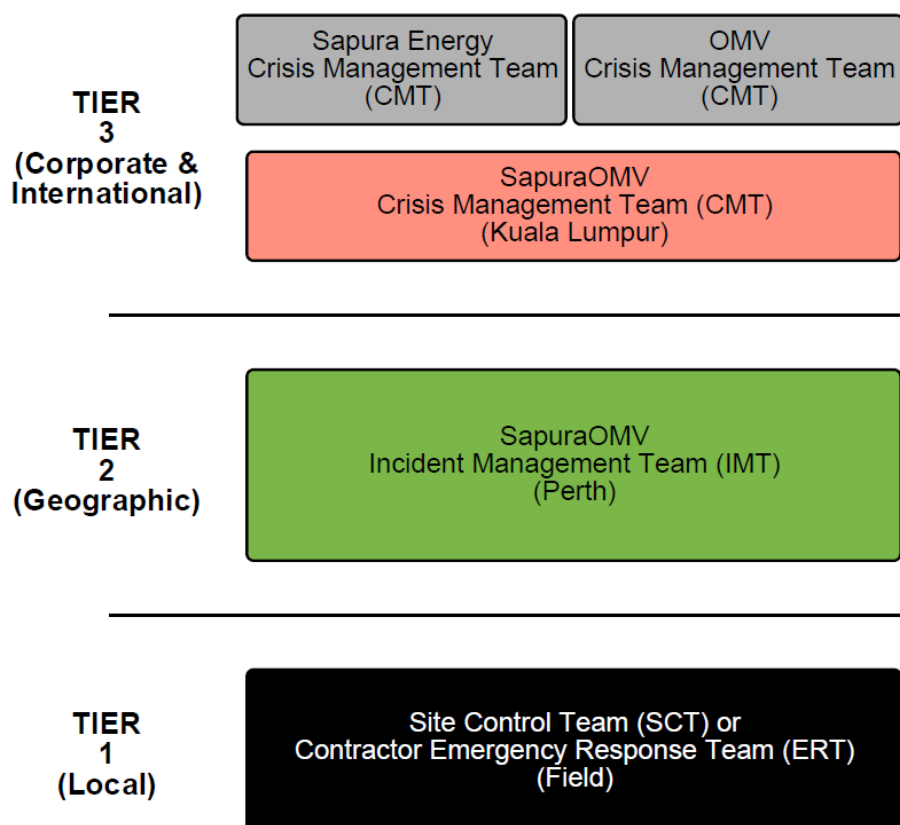 Sapura Energy
Crisis Management Team
(CMT)
OMV
Crisis Management Team
(CMT)
TIER
3
(Corporate &
International)
SapuraOMV
Crisis Management Team (CMT)
(Kuala Lumpur)
TIER
2
(Geographic)
SapuraOMV
Incident Management Team (IMT)
(Perth)
TIER
1
(Local)
Site Control Team (SCT) or
Contractor Emergency Response Team (ERT)
(Field)